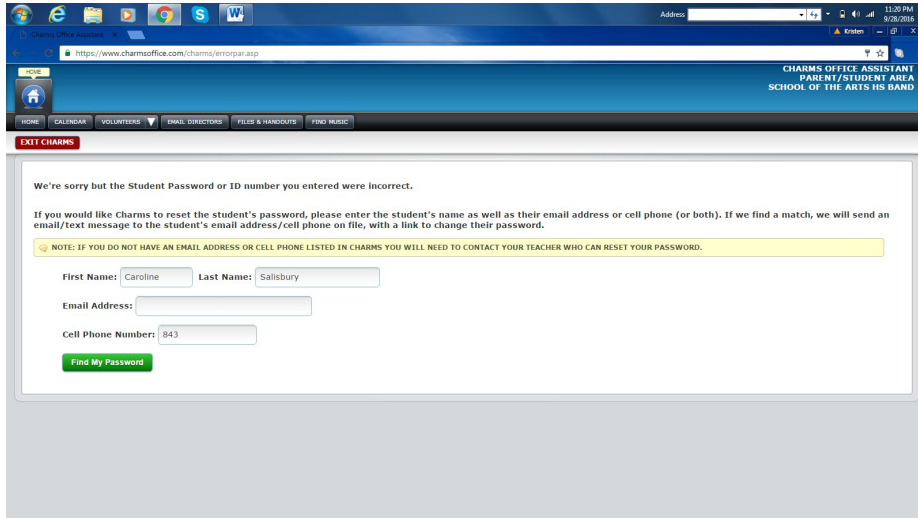 Address
11:20 PM
9/28/2016
Charms Office Assistant
Kristen
https://www.charmsoffice.com/charms/errorpar.asp
HOME
CHARMS OFFICE ASSISTANT
PARENT/STUDENT AREA
SCHOOL OF THE ARTS HS BAND
HOME CALENDAR VOLUNTEERS EMAIL DIRECTORS FILES & HANDOUTS FIND MUSIC
EXIT CHARMS
We're sorry but the Student Password or ID number you entered were incorrect.
If you would like Charms to reset the student's password, please enter the student's name as well as their email address or cell phone (or both). If we find a match, we will send an
email/text message to the student's email address/cell phone on file, with a link to change their password.
NOTE: IF YOU DO NOT HAVE AN EMAIL ADDRESS OR CELL PHONE LISTED IN CHARMS YOU WILL NEED TO CONTACT YOUR TEACHER WHO CAN RESET YOUR PASSWORD.
First Name: Caroline Last Name: Salisbury
Email Address:
Cell Phone Number: 843
Find My Password